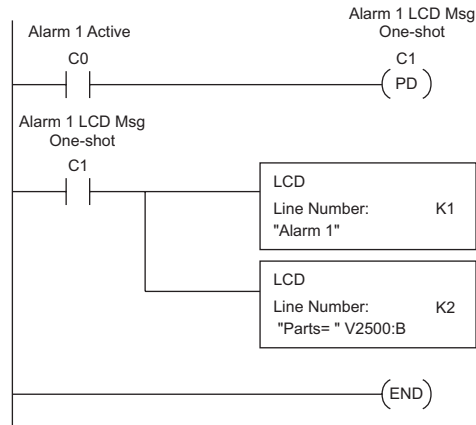 Alarm 1 Active
Alarm 1 LCD Msg
One-shot
C0
C1
PD
Alarm 1 LCD Msg
One-shot
C1
LCD
Line Number: K1
"Alarm 1"
LCD
Line Number: K2
"Parts= " V2500:B
END